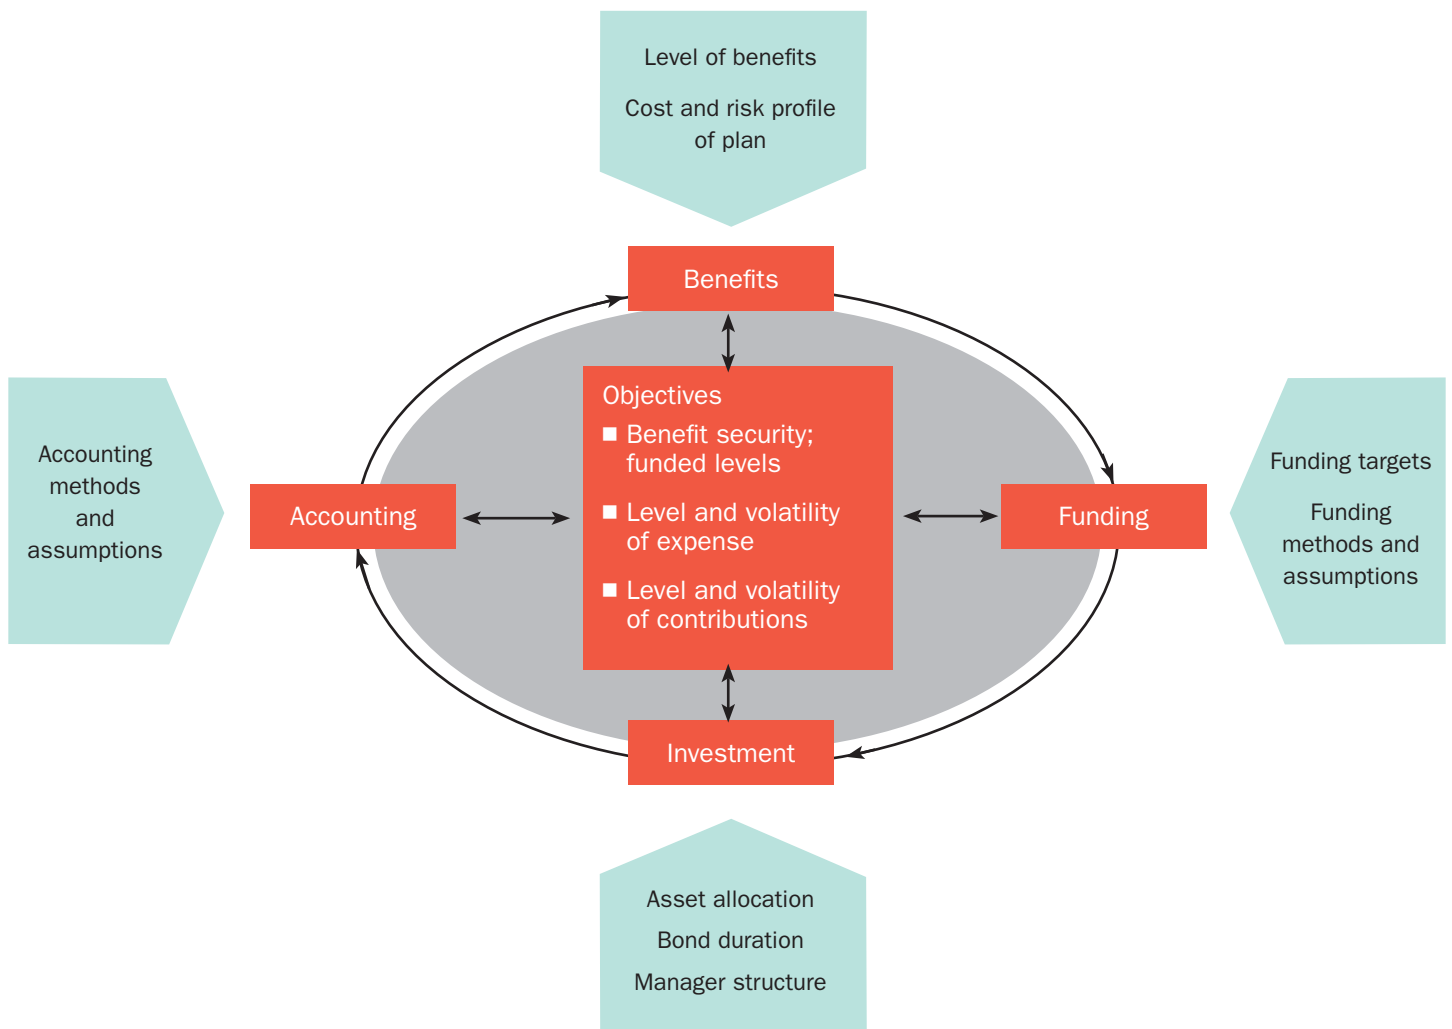 Level of benefits
Cost and risk profile
of plan
Benefits
Objectives
■ Benefit security;
funded levels
■ Level and volatility
of expense
■ Level and volatility
of contributions
Accounting
methods
and
assumptions
Accounting
Funding
Funding targets
Funding
methods and
assumptions
Investment
Asset allocation
Bond duration
Manager structure